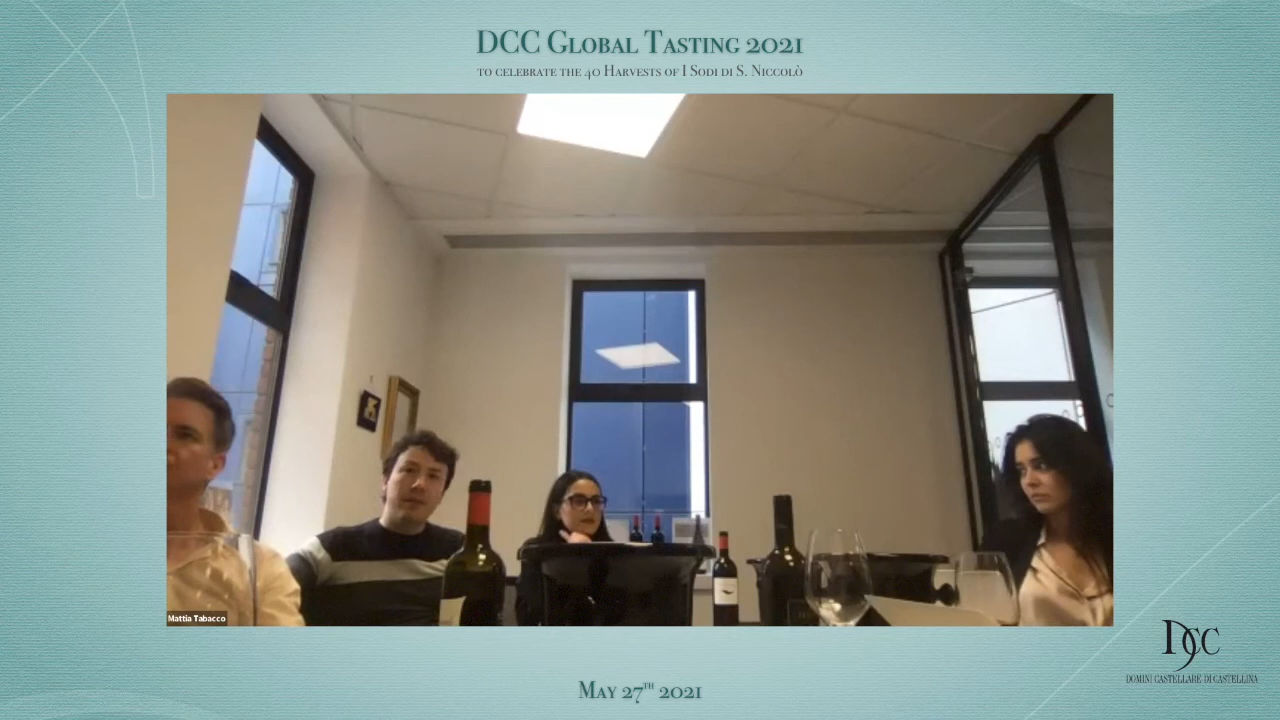 DCC Global Tasting 2021
to celebrate the 40 Harvests of I Sodi di S. Niccolò
Mattia Tabacco
DCC
DOMINI CASTELLARE DI CASTELLINA
May 27th 2021